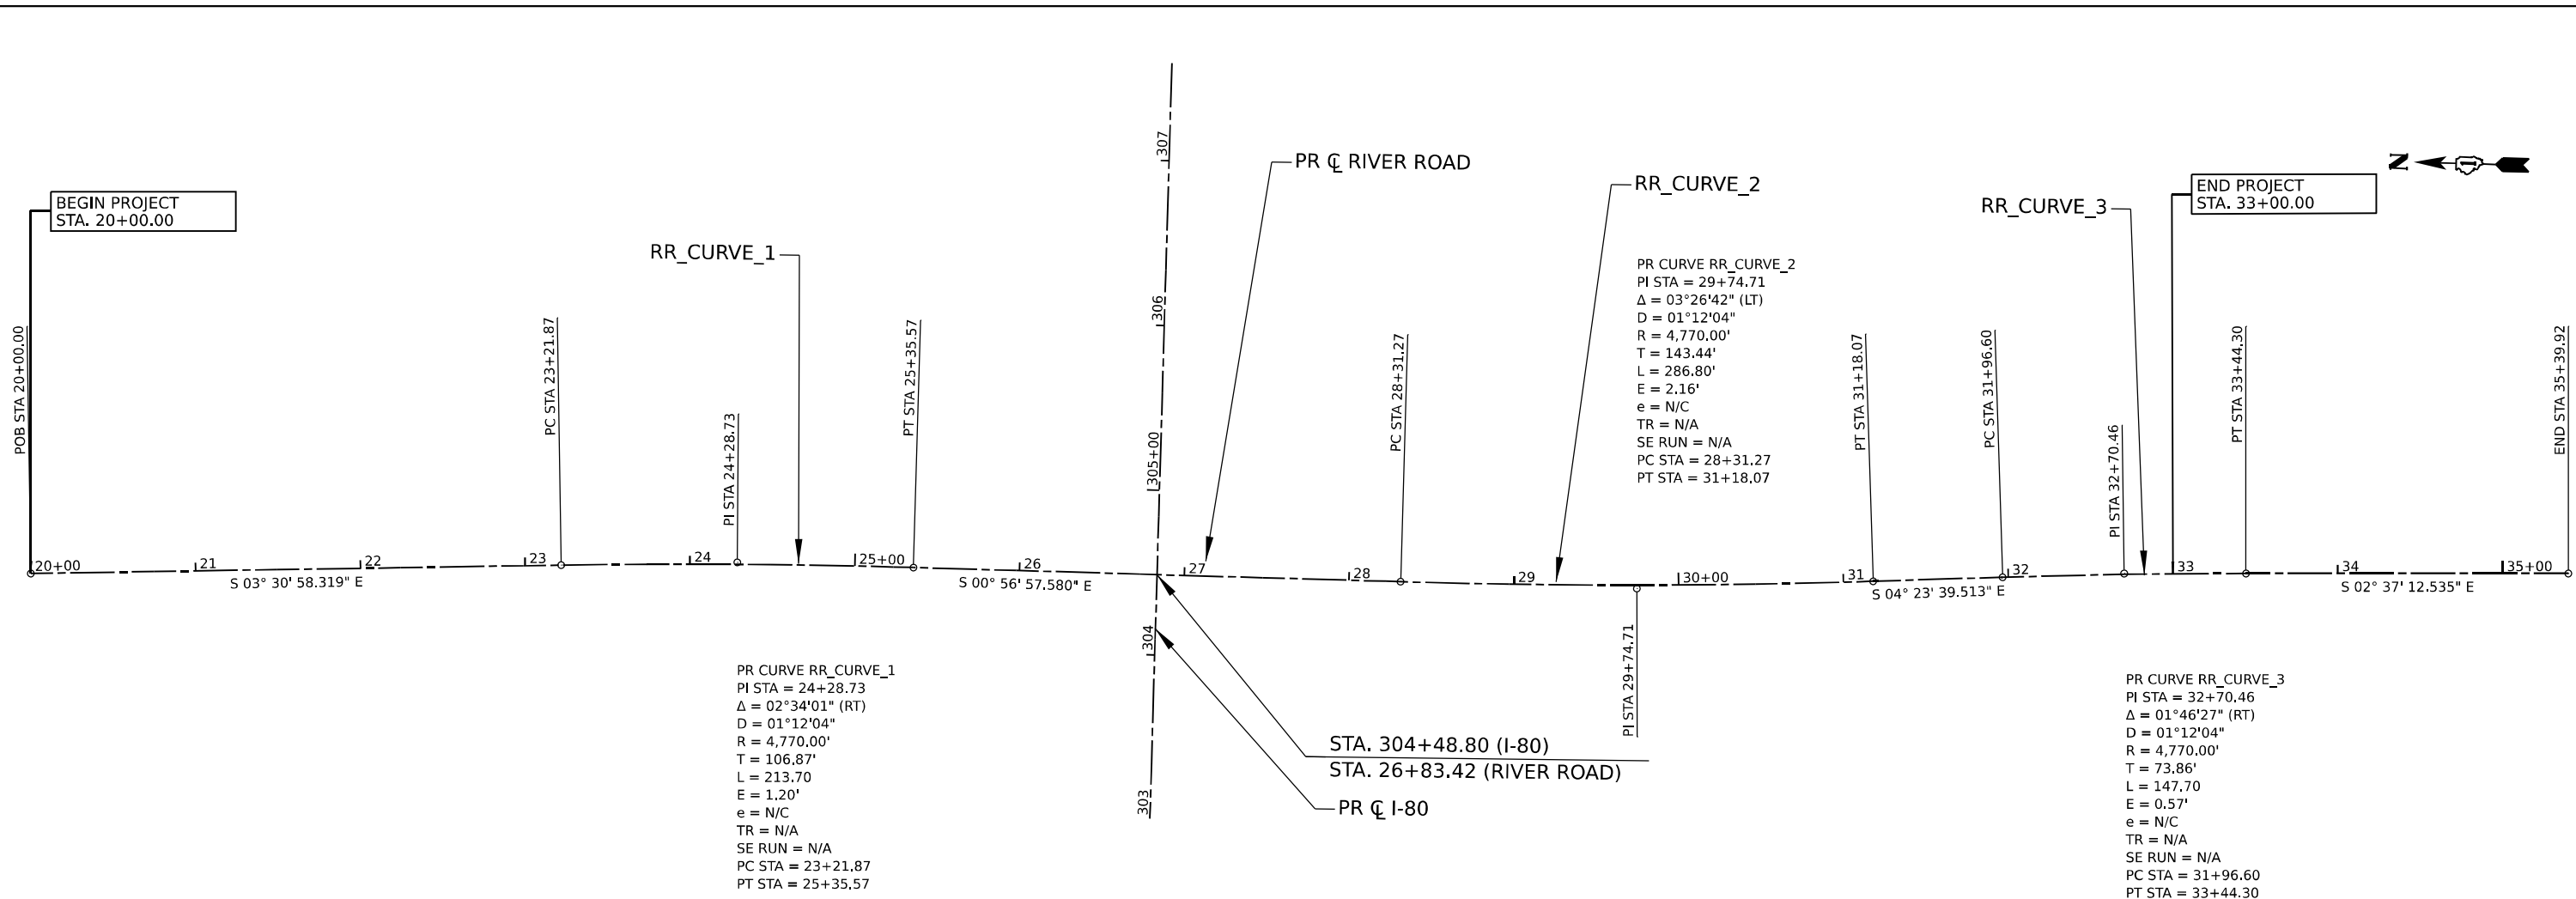 BEGIN PROJECT
STA. 20+00.00
POB STA 20+00.00
PC STA 23+21.87
RR_CURVE_1
PI STA 24+28.73
PT STA 25+35.57
307
306
305+00
304
303
PR ℄ RIVER ROAD
PC STA 28+31.27
RR_CURVE_2
PR CURVE RR_CURVE_2
PI STA = 29+74.71
Δ = 03°26'42" (LT)
D = 01°12'04"
R = 4,770.00'
T = 143.44'
L = 286.80'
E = 2.16'
e = N/C
TR = N/A
SE RUN = N/A
PC STA = 28+31.27
PT STA = 31+18.07
PT STA 31+18.07
PC STA 31+96.60
RR_CURVE_3
PI STA 32+70.46
END PROJECT
STA. 33+00.00
N
1
PT STA 33+44.30
END STA 35+39.92
20+00
21
22
23
24
25+00
26
27
28
29
30+00
31
32
33
34
35+00
S 03° 30' 58.319" E
S 00° 56' 57.580" E
S 04° 23' 39.513" E
S 02° 37' 12.535" E
PI STA 29+74.71
PR CURVE RR_CURVE_1
PI STA = 24+28.73
Δ = 02°34'01" (RT)
D = 01°12'04"
R = 4,770.00'
T = 106.87'
L = 213.70
E = 1.20'
e = N/C
TR = N/A
SE RUN = N/A
PC STA = 23+21.87
PT STA = 25+35.57
STA. 304+48.80 (I-80)
STA. 26+83.42 (RIVER ROAD)
PR ℄ I-80
PR CURVE RR_CURVE_3
PI STA = 32+70.46
Δ = 01°46'27" (RT)
D = 01°12'04"
R = 4,770.00'
T = 73.86'
L = 147.70
E = 0.57'
e = N/C
TR = N/A
SE RUN = N/A
PC STA = 31+96.60
PT STA = 33+44.30